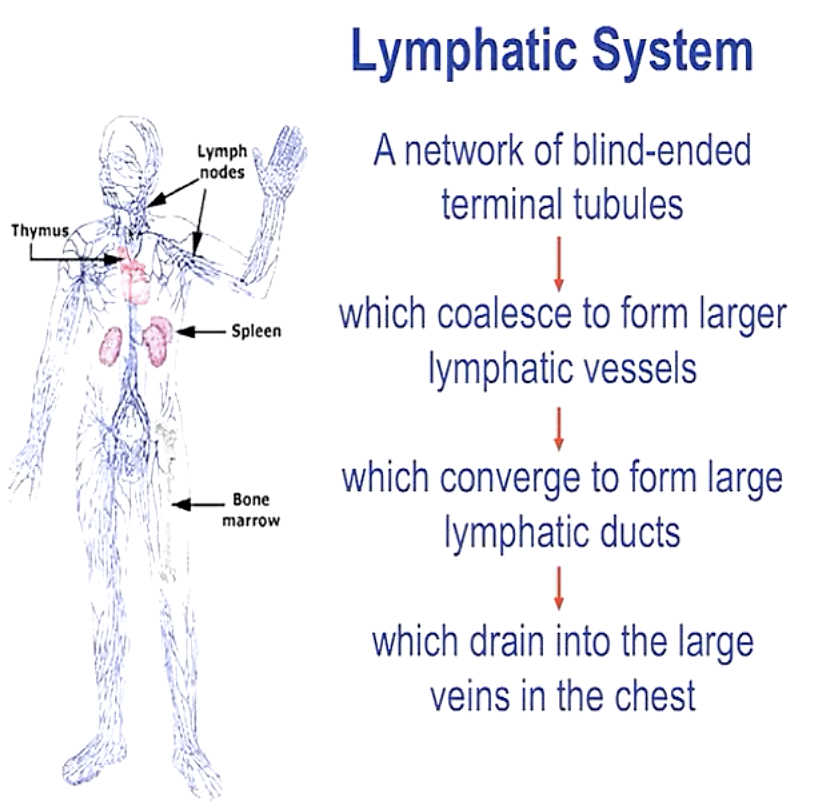 Lymphatic System
A network of blind-ended
terminal tubules
which coalesce to form larger
lymphatic vessels
which converge to form large
lymphatic ducts
which drain into the large
veins in the chest
Lymph
nodes
Thymus
Spleen
Bone
marrow